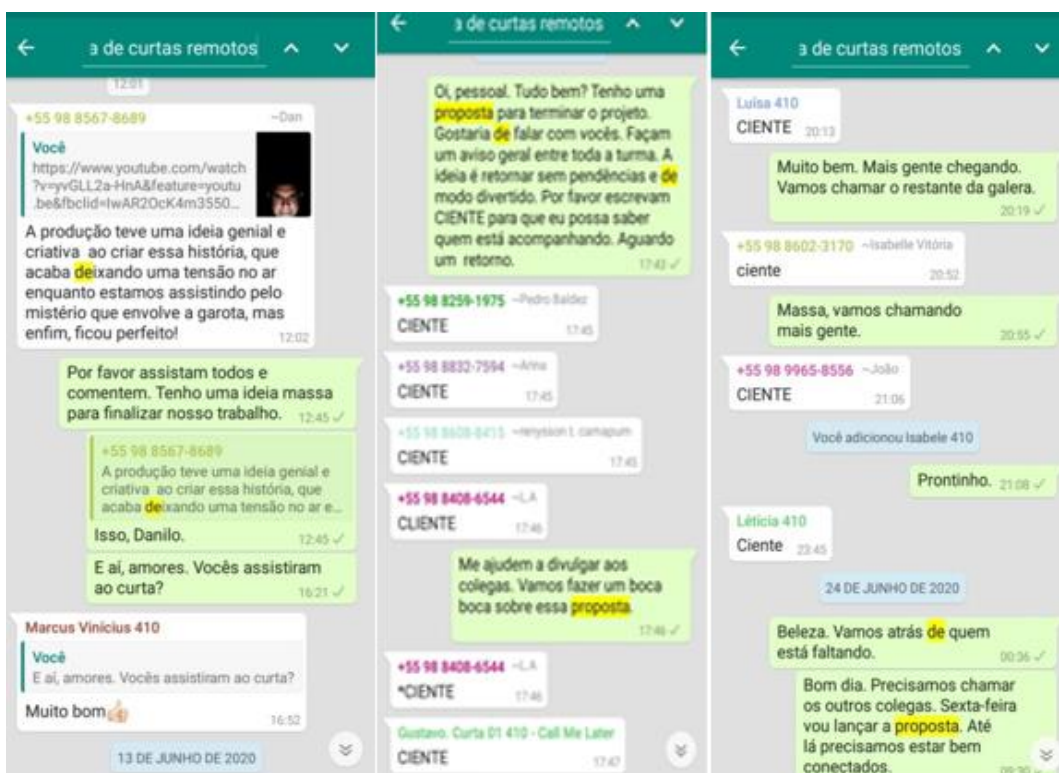 a de curtas remotos
12:01
+55 98 8567-8689 ~Dan
Você
https://www.youtube.com/watch
?v=yvGLL2a-HnA&feature=youtu
.be&fbclid=IwAR2OcK4m3550...
A produção teve uma ideia genial e
criativa ao criar essa história, que
acaba deixando uma tensão no ar
enquanto estamos assistindo pelo
mistério que envolve a garota, mas
enfim, ficou perfeito!
12:02
Por favor assistam todos e
comentem. Tenho uma ideia massa
para finalizar nosso trabalho. 12:45
+55 98 8567-8689
A produção teve uma ideia genial e
criativa ao criar essa história, que
acaba deixando uma tensão no ar e...
Isso, Danilo. 12:45
E aí, amores. Vocês assistiram
ao curta? 16:21
Marcus Vinicius 410
Você
E aí, amores. Vocês assistiram ao curta?
Muito bom 16:52
13 DE JUNHO DE 2020
a de curtas remotos
Oi, pessoal. Tudo bem? Tenho uma
proposta para terminar o projeto.
Gostaria de falar com vocês. Façam
um aviso geral entre toda a turma. A
ideia é retornar sem pendências e de
modo divertido. Por favor escrevam
CIENTE para que eu possa saber
quem está acompanhando. Aguardo
um retorno. 17:43
+55 98 8259-1975 ~Pedro Baldez
CIENTE 17:45
+55 98 8832-7594 ~Anna
CIENTE 17:45
+55 98 8608-8415
CIENTE 17:45
+55 98 8408-6544 ~L.A
CLIENTE 17:46
Me ajudem a divulgar aos
colegas. Vamos fazer um boca
boca sobre essa proposta.
17:46
+55 98 8408-6544 ~L.A
*CIENTE 17:46
Gustavo. Curta 01 410 - Call Me Later
CIENTE 17:47
a de curtas remotos
Luísa 410
CIENTE 20:13
Muito bem. Mais gente chegando.
Vamos chamar o restante da galera.
20:19
+55 98 8602-3170 ~Isabelle Vitória
ciente 20:52
Massa, vamos chamando
mais gente. 20:55
+55 98 9965-8556 ~João
CIENTE 21:06
Você adicionou Isabele 410
Prontinho. 21:08
Léticia 410
Ciente 23:45
24 DE JUNHO DE 2020
Beleza. Vamos atrás de quem
está faltando. 00:36
Bom dia. Precisamos chamar
os outros colegas. Sexta-feira
vou lançar a proposta. Até
lá precisamos estar bem
conectados.